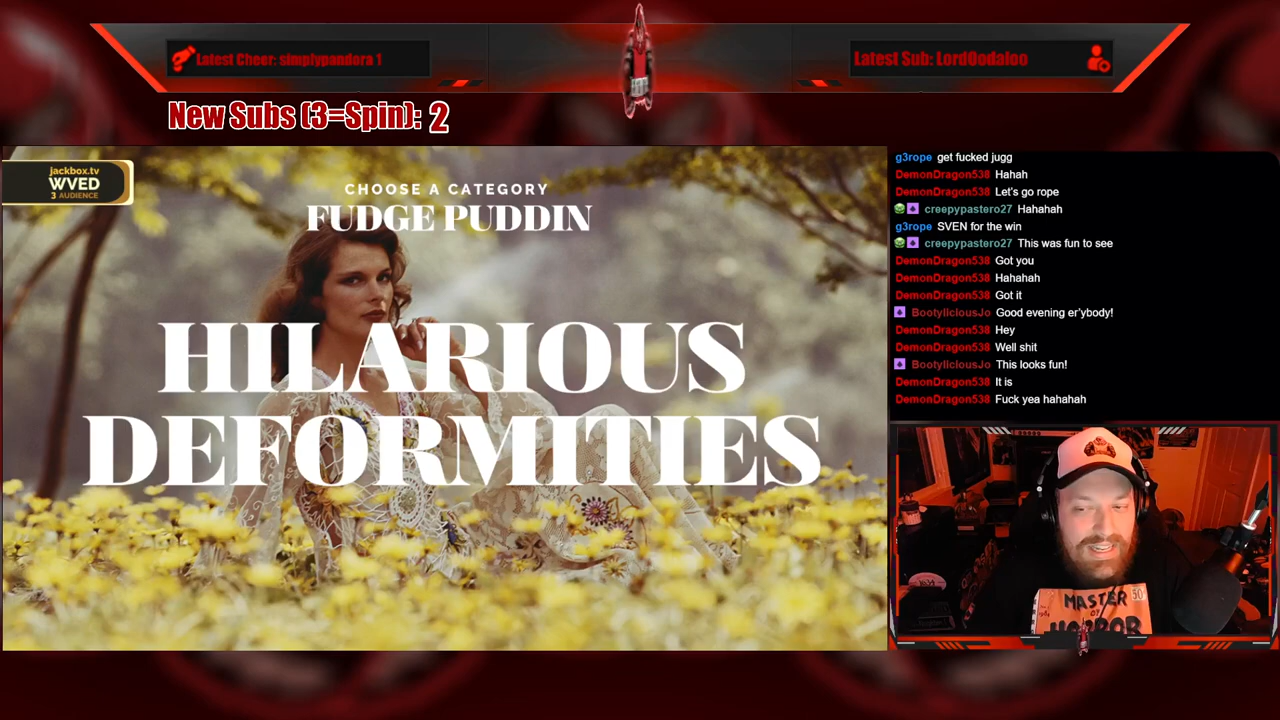 Latest Cheer: simplypandora 1
Latest Sub: LordOodaloo
New Subs (3=Spin): 2
jackbox.tv
WVED
3 AUDIENCE
CHOOSE A CATEGORY
FUDGE PUDDIN
HILARIOUS
DEFORMITIES
g3rope get fucked jugg
DemonDragon538 Hahah
DemonDragon538 Let's go rope
creepypastero27 Hahahah
g3rope SVEN for the win
creepypastero27 This was fun to see
DemonDragon538 Got you
DemonDragon538 Hahahah
DemonDragon538 Got it
BootyliciousJo Good evening er'ybody!
DemonDragon538 Hey
DemonDragon538 Well shit
BootyliciousJo This looks fun!
DemonDragon538 It is
DemonDragon538 Fuck yea hahahah
MASTER
OF
HORROR